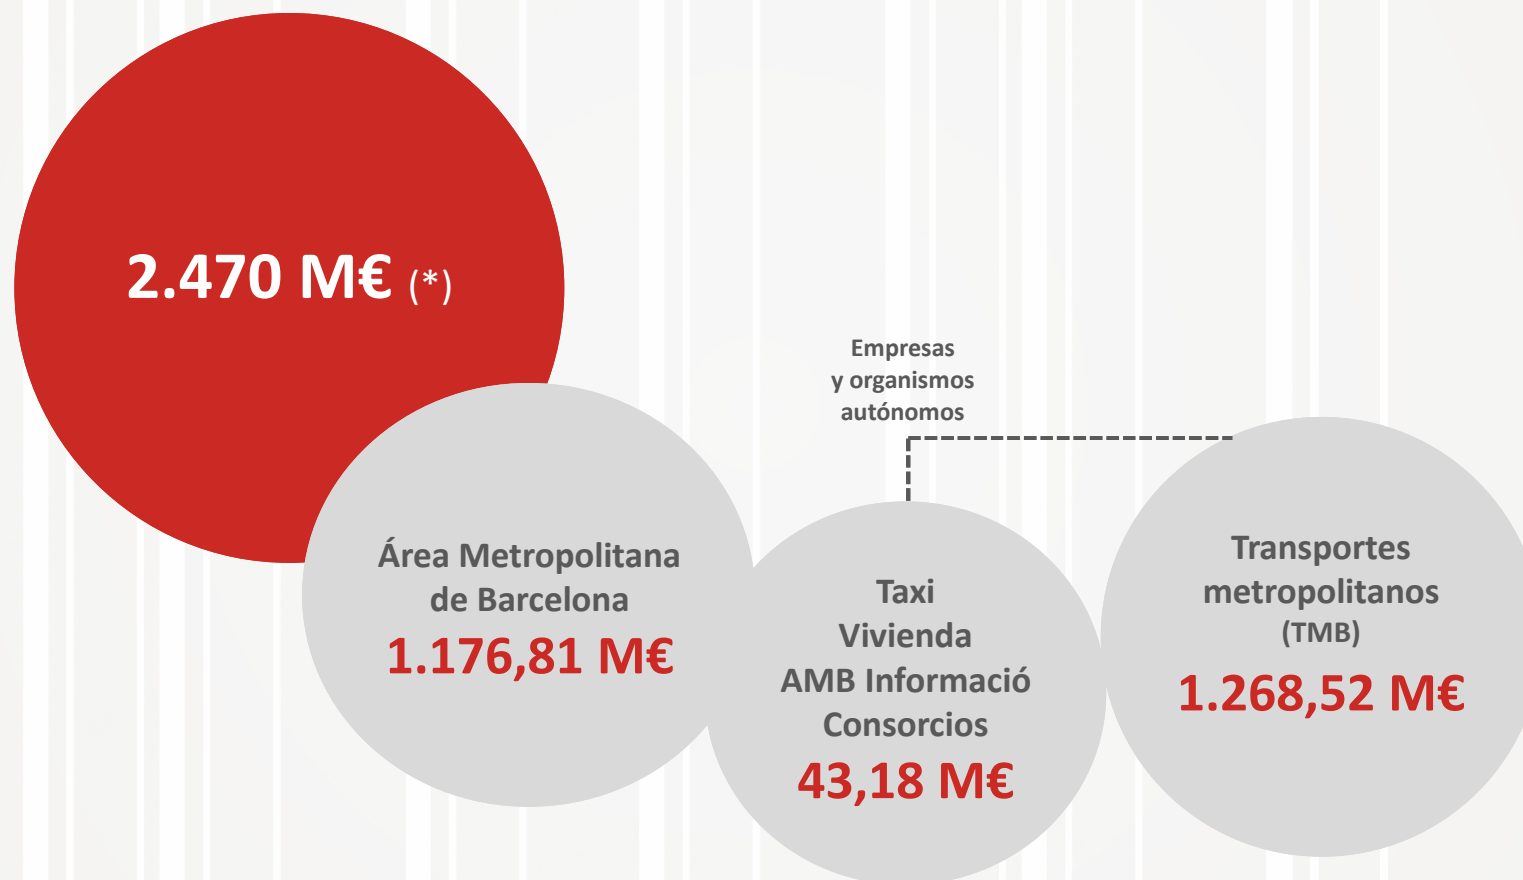 2.470 M€ (*)
Empresas
y organismos
autónomos
Área Metropolitana
de Barcelona
1.176,81 M€
Taxi
Vivienda
AMB Informació
Consorcios
43,18 M€
Transportes
metropolitanos
(TMB)
1.268,52 M€